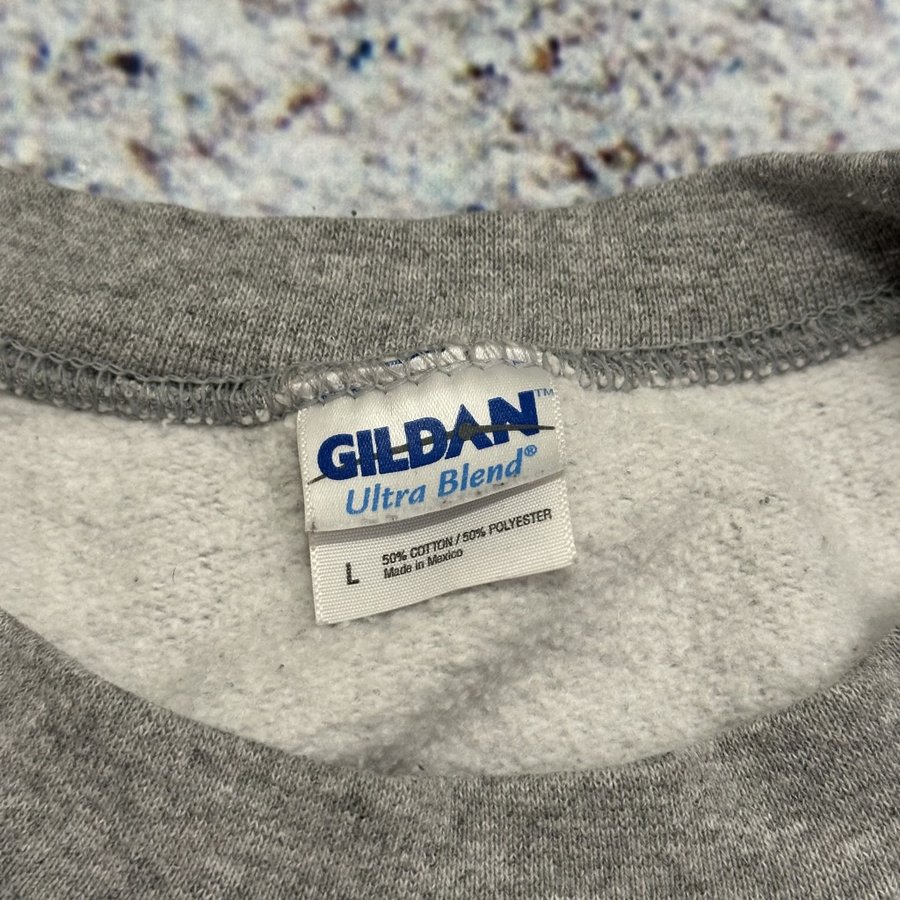 GILDAN™
Ultra Blend®
L
50% COTTON / 50% POLYESTER
Made in Mexico